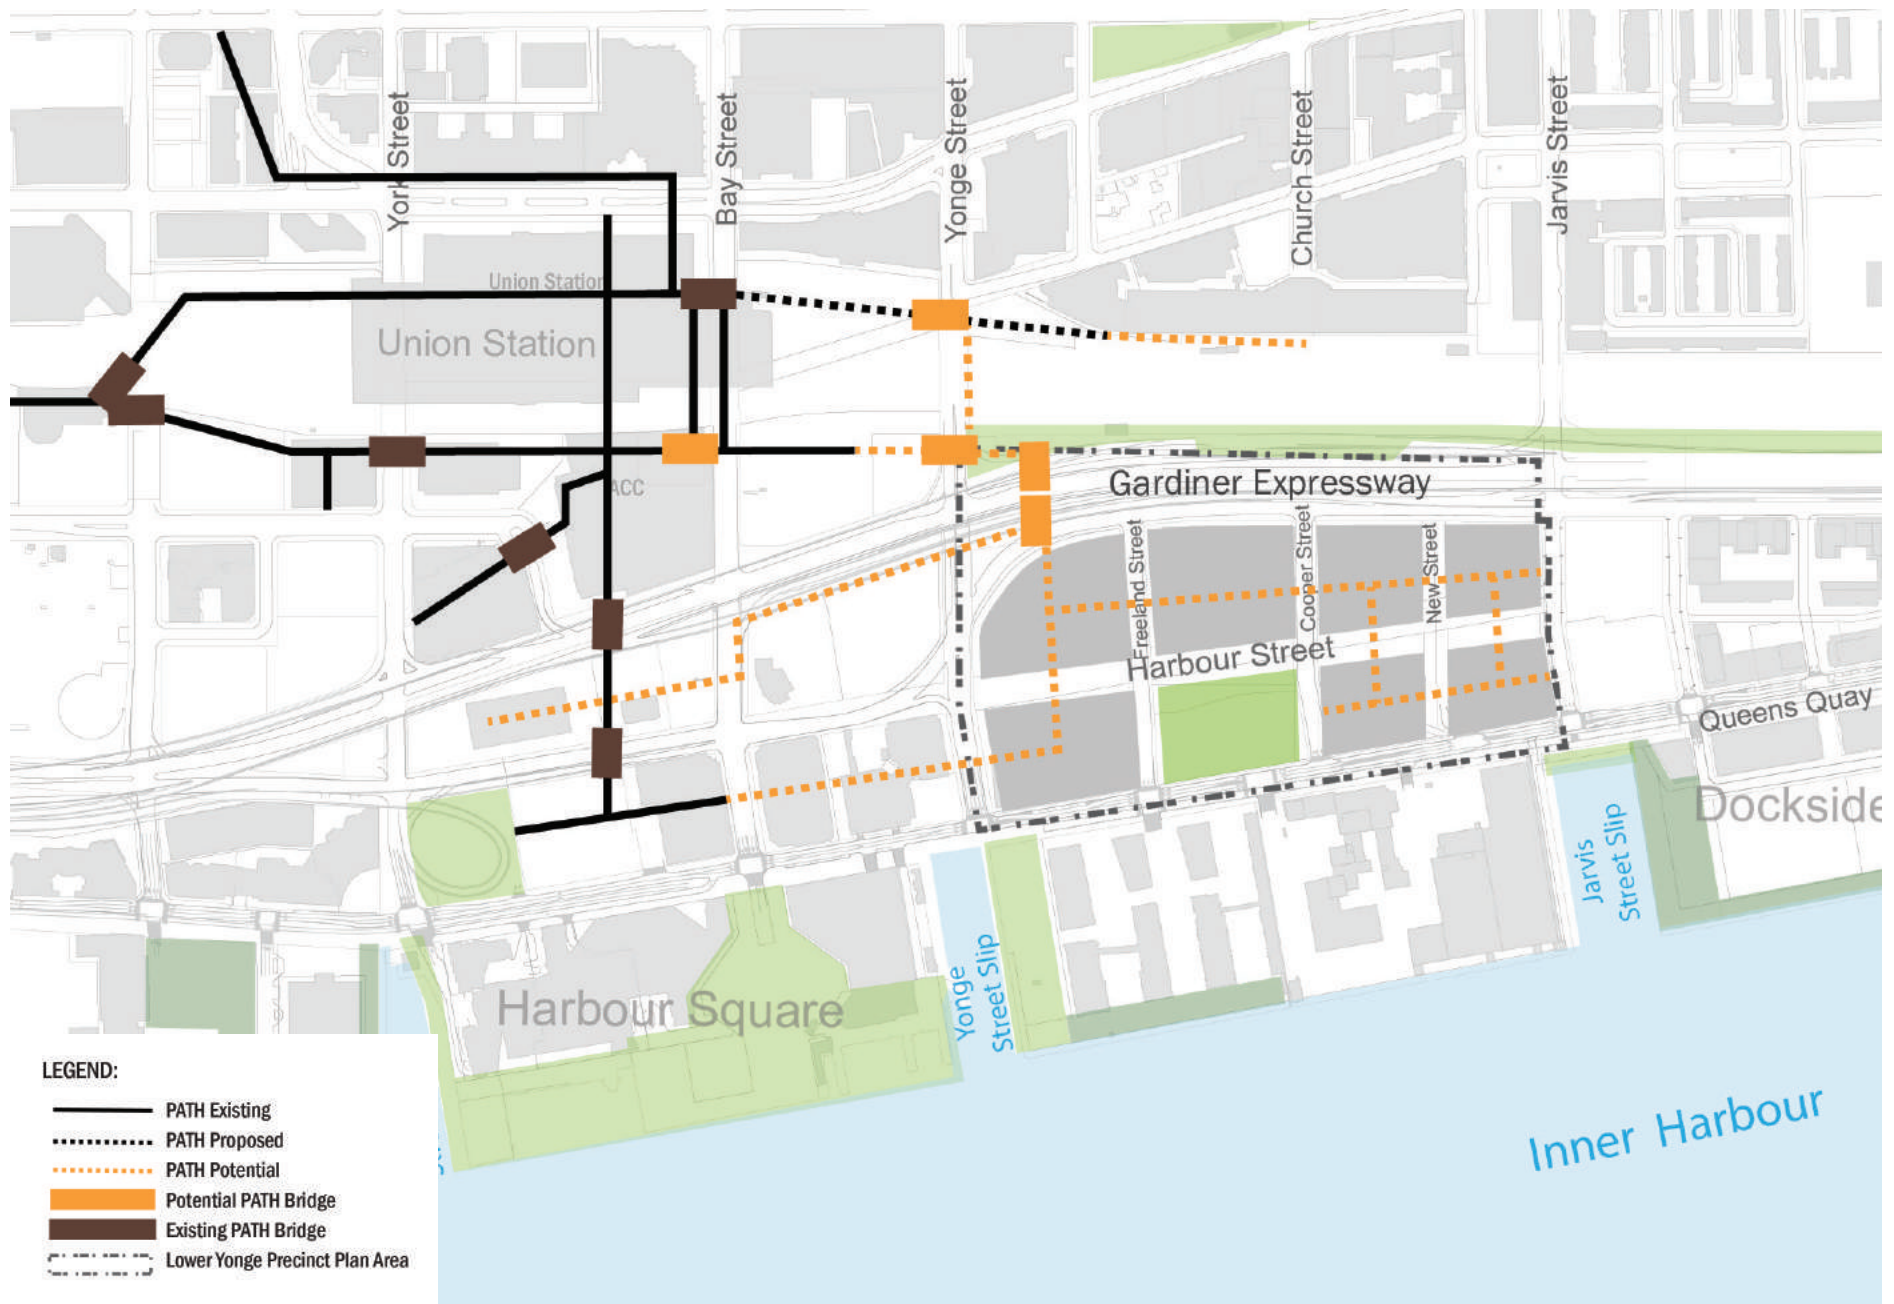 York Street
Bay Street
Yonge Street
Church Street
Jarvis Street
Union Station
Union Station
ACC
Gardiner Expressway
Freeland Street
Cooper Street
New Street
Harbour Street
Queens Quay
Dockside
Jarvis
Street Slip
Yonge
Street Slip
Harbour Square
Inner Harbour
LEGEND:
PATH Existing
PATH Proposed
PATH Potential
Potential PATH Bridge
Existing PATH Bridge
Lower Yonge Precinct Plan Area